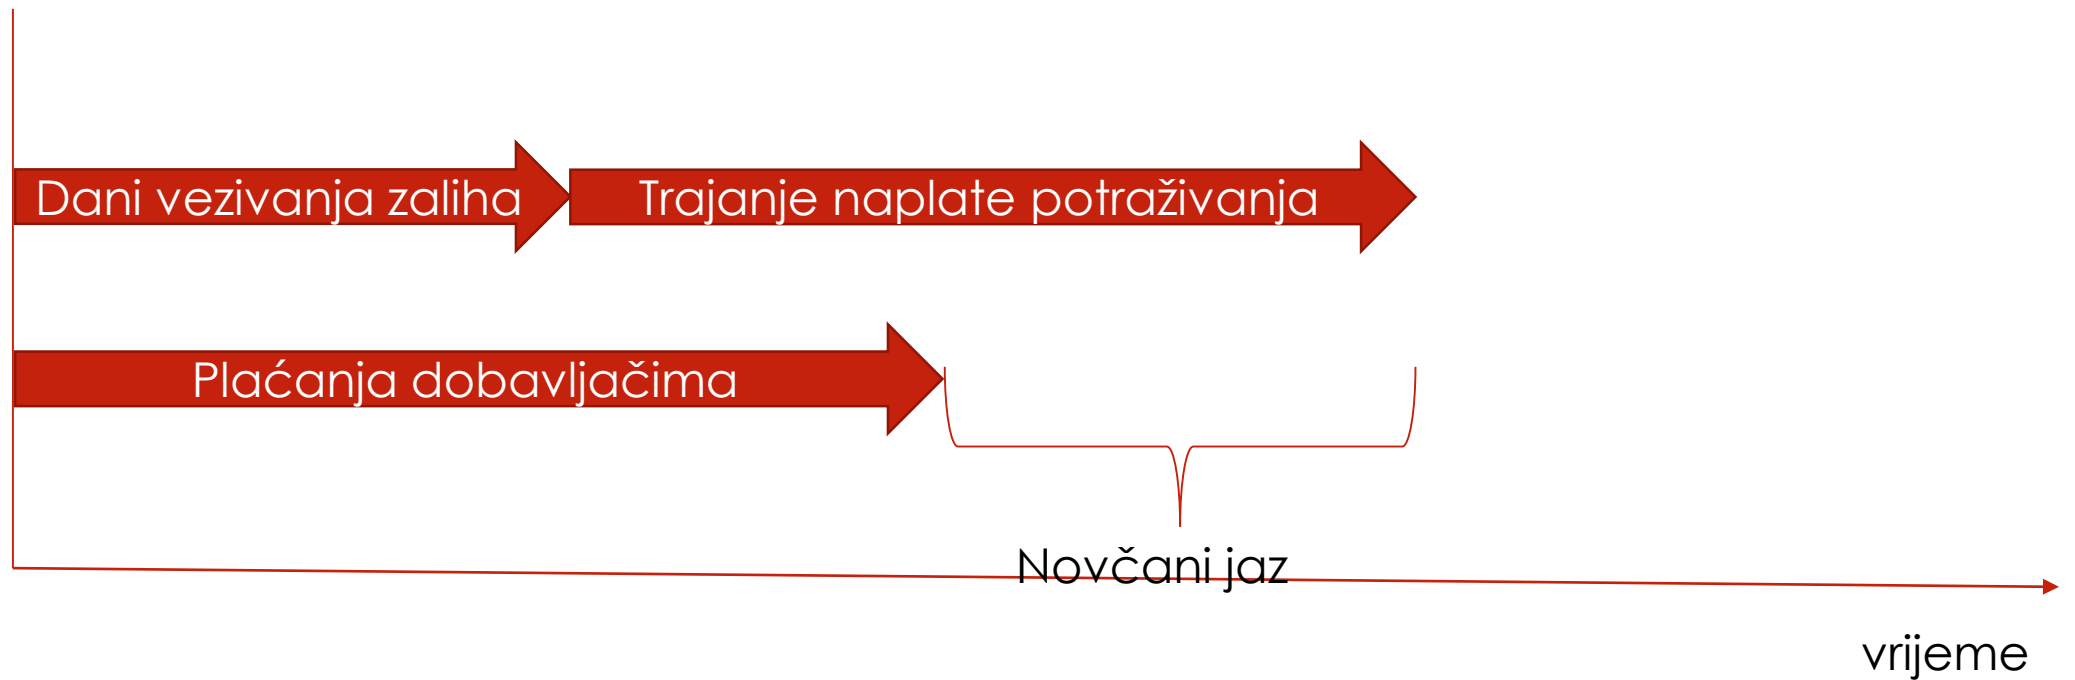 Dani vezivanja zaliha
Trajanje naplate potraživanja
Plaćanja dobavljačima
Novčani jaz
vrijeme